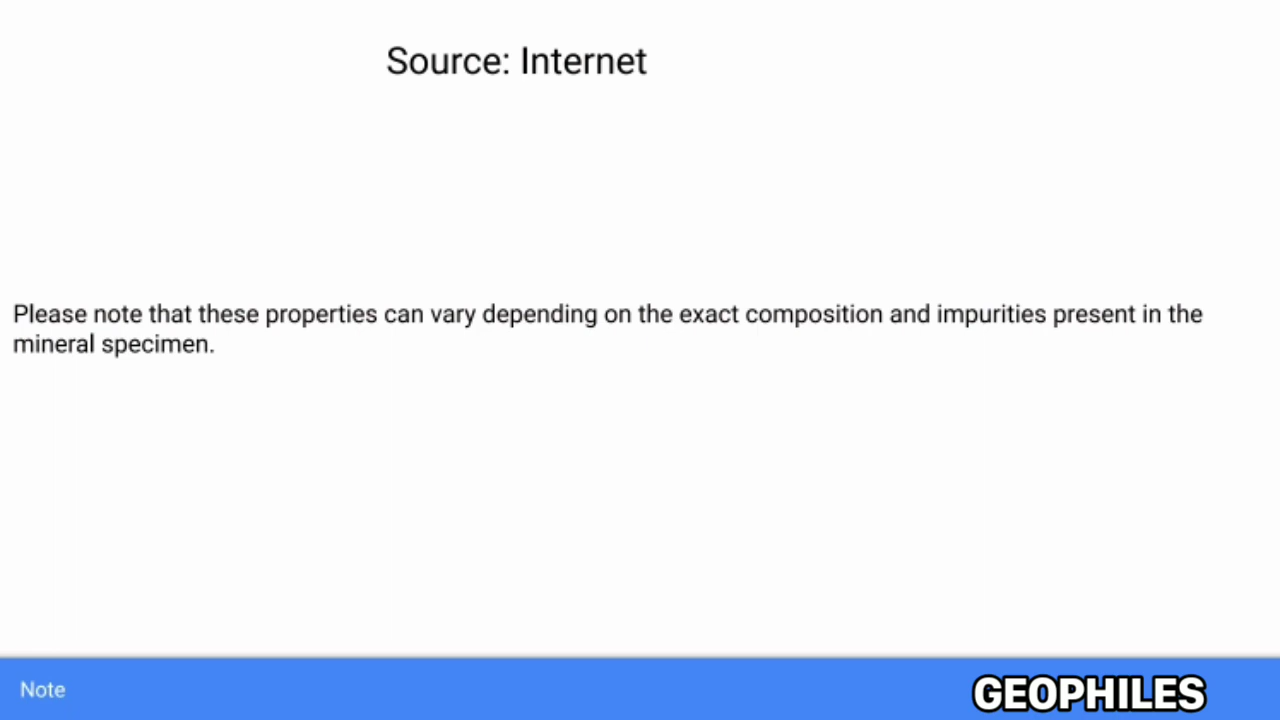 Source: Internet
Please note that these properties can vary depending on the exact composition and impurities present in the
mineral specimen.
Note
GEOPHILES